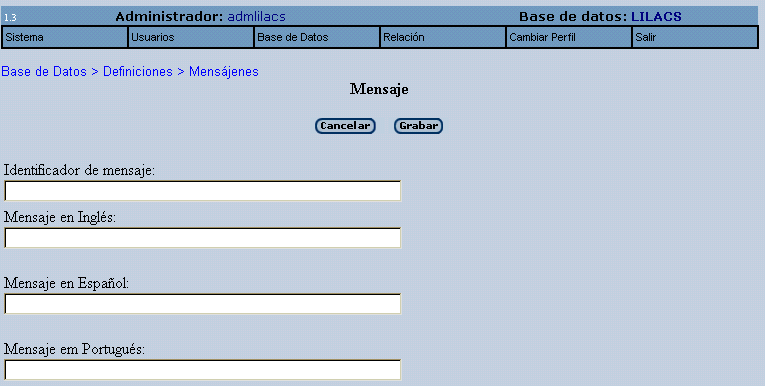 1.3 Administrador: admlilacs Base de datos: LILACS
Sistema Usuarios Base de Datos Relación Cambiar Perfil Salir
Base de Datos > Definiciones > Mensájenes
Mensaje
Cancelar Grabar
Identificador de mensaje:
Mensaje en Inglés:
Mensaje en Español:
Mensaje em Portugués: